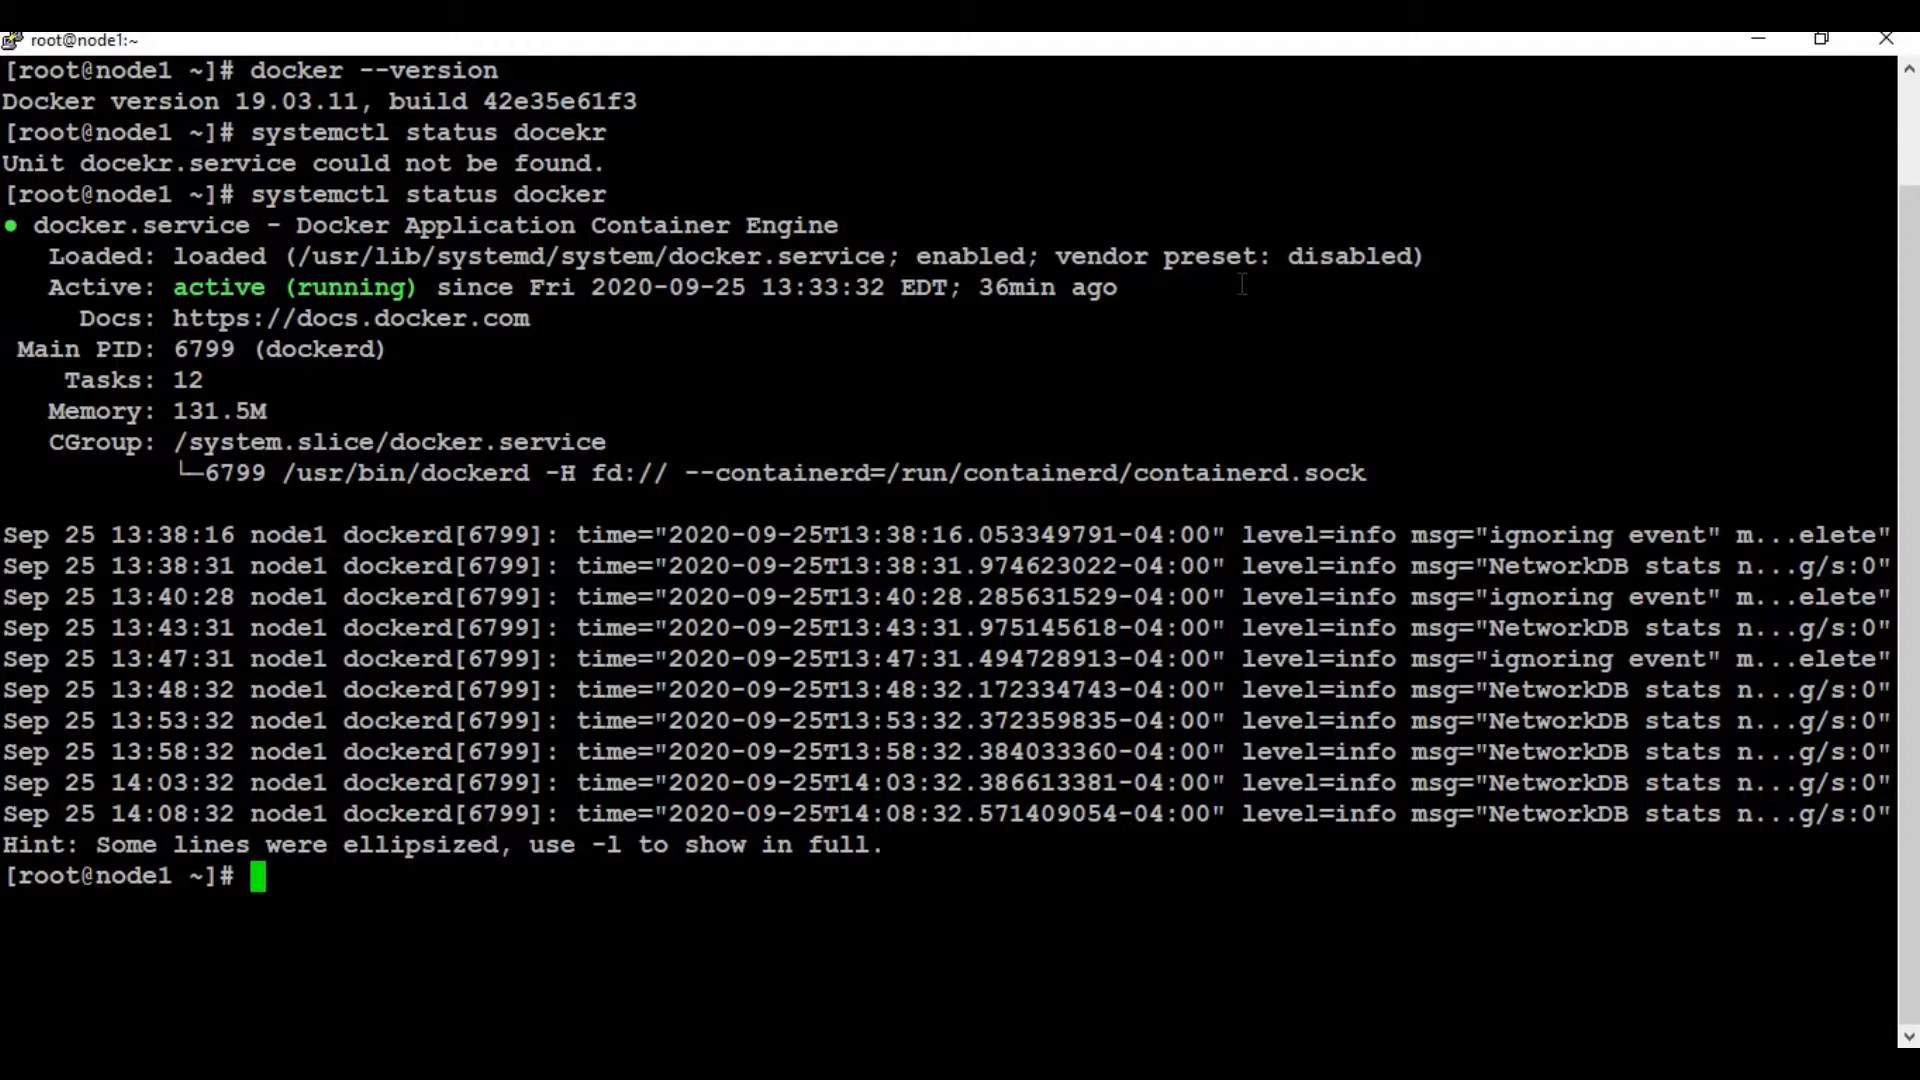 root@node1:~
[root@node1 ~]# docker --version
Docker version 19.03.11, build 42e35e61f3
[root@node1 ~]# systemctl status docekr
Unit docekr.service could not be found.
[root@node1 ~]# systemctl status docker
● docker.service - Docker Application Container Engine
   Loaded: loaded (/usr/lib/systemd/system/docker.service; enabled; vendor preset: disabled)
   Active: active (running) since Fri 2020-09-25 13:33:32 EDT; 36min ago
     Docs: https://docs.docker.com
 Main PID: 6799 (dockerd)
    Tasks: 12
   Memory: 131.5M
   CGroup: /system.slice/docker.service
           └─6799 /usr/bin/dockerd -H fd:// --containerd=/run/containerd/containerd.sock
Sep 25 13:38:16 node1 dockerd[6799]: time="2020-09-25T13:38:16.053349791-04:00" level=info msg="ignoring event" m...elete"
Sep 25 13:38:31 node1 dockerd[6799]: time="2020-09-25T13:38:31.974623022-04:00" level=info msg="NetworkDB stats n...g/s:0"
Sep 25 13:40:28 node1 dockerd[6799]: time="2020-09-25T13:40:28.285631529-04:00" level=info msg="ignoring event" m...elete"
Sep 25 13:43:31 node1 dockerd[6799]: time="2020-09-25T13:43:31.975145618-04:00" level=info msg="NetworkDB stats n...g/s:0"
Sep 25 13:47:31 node1 dockerd[6799]: time="2020-09-25T13:47:31.494728913-04:00" level=info msg="ignoring event" m...elete"
Sep 25 13:48:32 node1 dockerd[6799]: time="2020-09-25T13:48:32.172334743-04:00" level=info msg="NetworkDB stats n...g/s:0"
Sep 25 13:53:32 node1 dockerd[6799]: time="2020-09-25T13:53:32.372359835-04:00" level=info msg="NetworkDB stats n...g/s:0"
Sep 25 13:58:32 node1 dockerd[6799]: time="2020-09-25T13:58:32.384033360-04:00" level=info msg="NetworkDB stats n...g/s:0"
Sep 25 14:03:32 node1 dockerd[6799]: time="2020-09-25T14:03:32.386613381-04:00" level=info msg="NetworkDB stats n...g/s:0"
Sep 25 14:08:32 node1 dockerd[6799]: time="2020-09-25T14:08:32.571409054-04:00" level=info msg="NetworkDB stats n...g/s:0"
Hint: Some lines were ellipsized, use -l to show in full.
[root@node1 ~]#